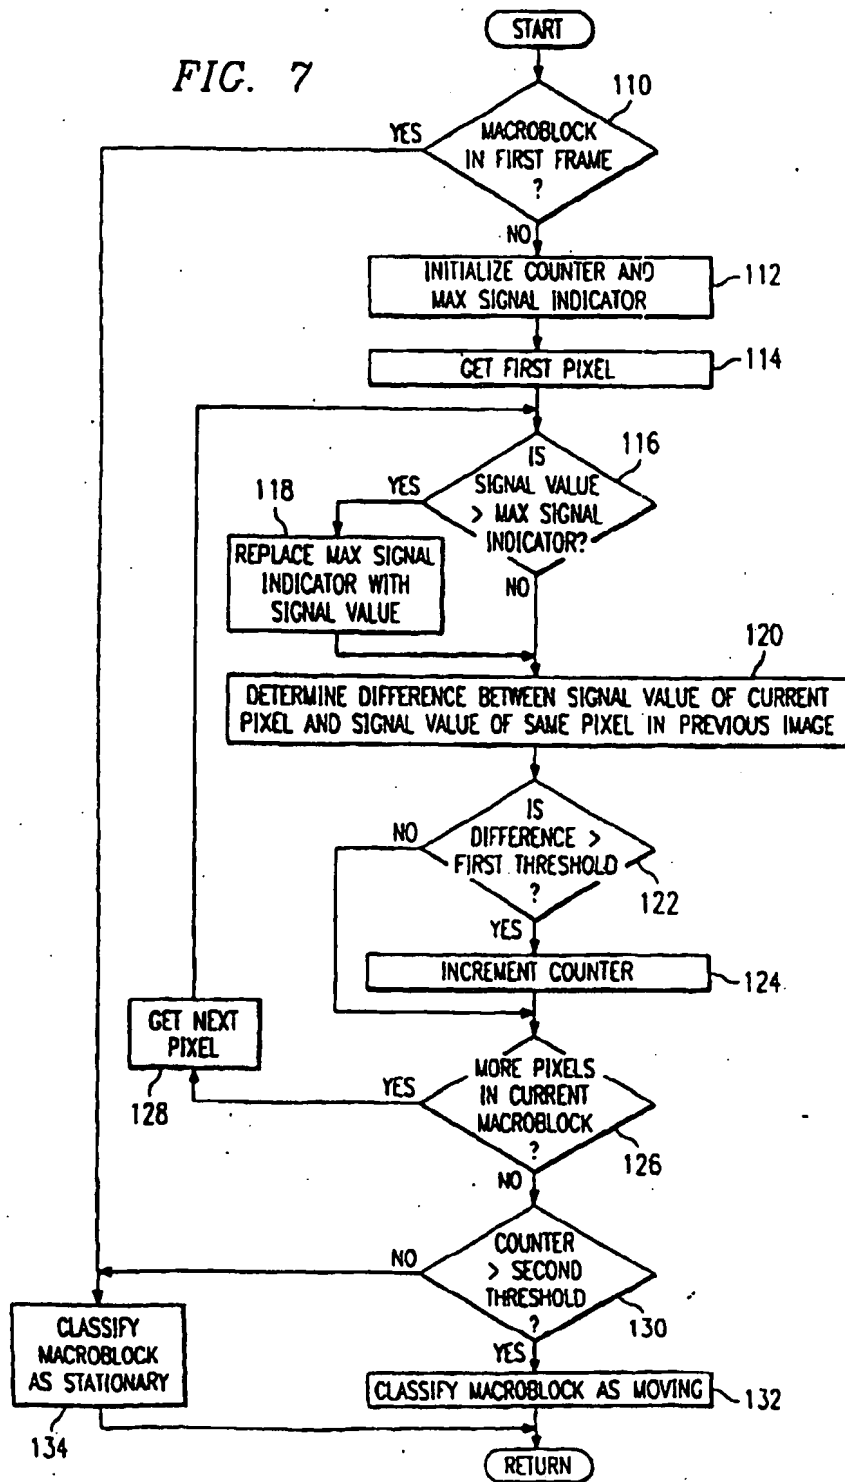 START
FIG. 7
110
YES
MACROBLOCK
IN FIRST FRAME
?
NO
INITIALIZE COUNTER AND
MAX SIGNAL INDICATOR
112
GET FIRST PIXEL
114
IS
SIGNAL VALUE
> MAX SIGNAL
INDICATOR?
116
YES
118
REPLACE MAX SIGNAL
INDICATOR WITH
SIGNAL VALUE
NO
120
DETERMINE DIFFERENCE BETWEEN SIGNAL VALUE OF CURRENT
PIXEL AND SIGNAL VALUE OF SAME PIXEL IN PREVIOUS IMAGE
IS
DIFFERENCE >
FIRST THRESHOLD
?
NO
122
YES
INCREMENT COUNTER
124
GET NEXT
PIXEL
128
YES
MORE PIXELS
IN CURRENT
MACROBLOCK
?
126
NO
COUNTER
> SECOND
THRESHOLD
?
NO
130
YES
CLASSIFY
MACROBLOCK
AS STATIONARY
134
CLASSIFY MACROBLOCK AS MOVING
132
RETURN